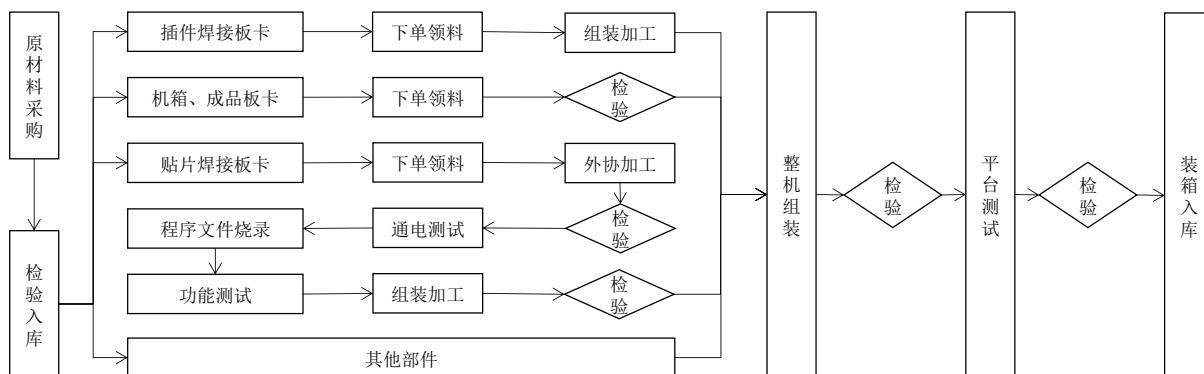 原材料采购
检验入库
插件焊接板卡
下单领料
组装加工
机箱、成品板卡
下单领料
检验
贴片焊接板卡
下单领料
外协加工
程序文件烧录
通电测试
检验
功能测试
组装加工
检验
其他部件
整机组装
检验
平台测试
检验
装箱入库